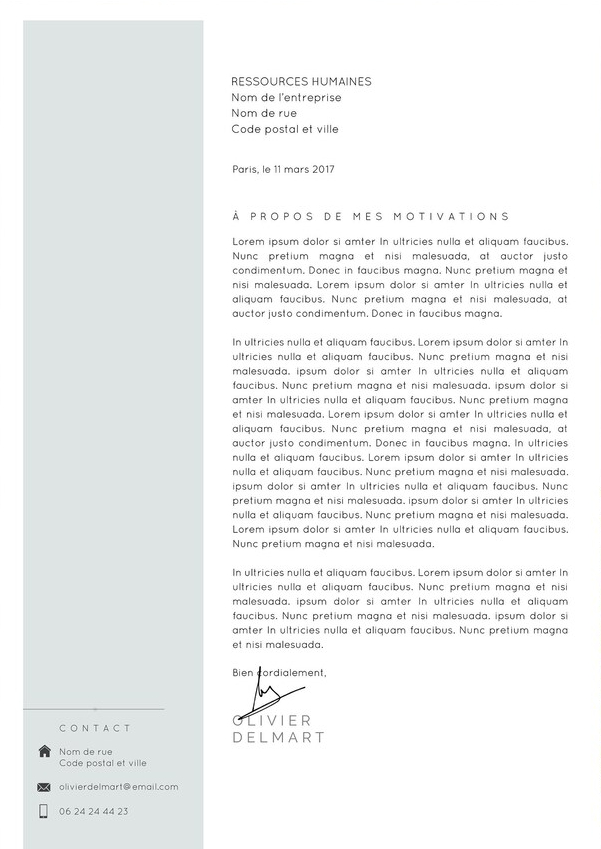 RESSOURCES HUMAINES
Nom de l'entreprise
Nom de rue
Code postal et ville
Paris, le 11 mars 2017
À PROPOS DE MES MOTIVATIONS
Lorem ipsum dolor si amter In ultricies nulla et aliquam faucibus.
Nunc pretium magna et nisi malesuada, at auctor justo
condimentum. Donec in faucibus magna. Nunc pretium magna et
nisi malesuada. Lorem ipsum dolor si amter In ultricies nulla et
aliquam faucibus. Nunc pretium magna et nisi malesuada, at
auctor justo condimentum. Donec in faucibus magna.
In ultricies nulla et aliquam faucibus. Lorem ipsum dolor si amter In
ultricies nulla et aliquam faucibus. Nunc pretium magna et nisi
malesuada. ipsum dolor si amter In ultricies nulla et aliquam
faucibus. Nunc pretium magna et nisi malesuada. ipsum dolor si
amter In ultricies nulla et aliquam faucibus. Nunc pretium magna
et nisi malesuada. Lorem ipsum dolor si amter In ultricies nulla et
aliquam faucibus. Nunc pretium magna et nisi malesuada, at
auctor justo condimentum. Donec in faucibus magna. In ultricies
nulla et aliquam faucibus. Lorem ipsum dolor si amter In ultricies
nulla et aliquam faucibus. Nunc pretium magna et nisi malesuada.
ipsum dolor si amter In ultricies nulla et aliquam faucibus. Nunc
pretium magna et nisi malesuada. ipsum dolor si amter In ultricies
nulla et aliquam faucibus. Nunc pretium magna et nisi malesuada.
Lorem ipsum dolor si amter In ultricies nulla et aliquam faucibus.
Nunc pretium magna et nisi malesuada.
In ultricies nulla et aliquam faucibus. Lorem ipsum dolor si amter In
ultricies nulla et aliquam faucibus. Nunc pretium magna et nisi
malesuada. ipsum dolor si amter In ultricies nulla et aliquam
faucibus. Nunc pretium magna et nisi malesuada. ipsum dolor si
amter In ultricies nulla et aliquam faucibus. Nunc pretium magna
et nisi malesuada.
Bien cordialement,
OLIVIER
DELMART
CONTACT
Nom de rue
Code postal et ville
olivierdelmart@email.com
06 24 24 44 23